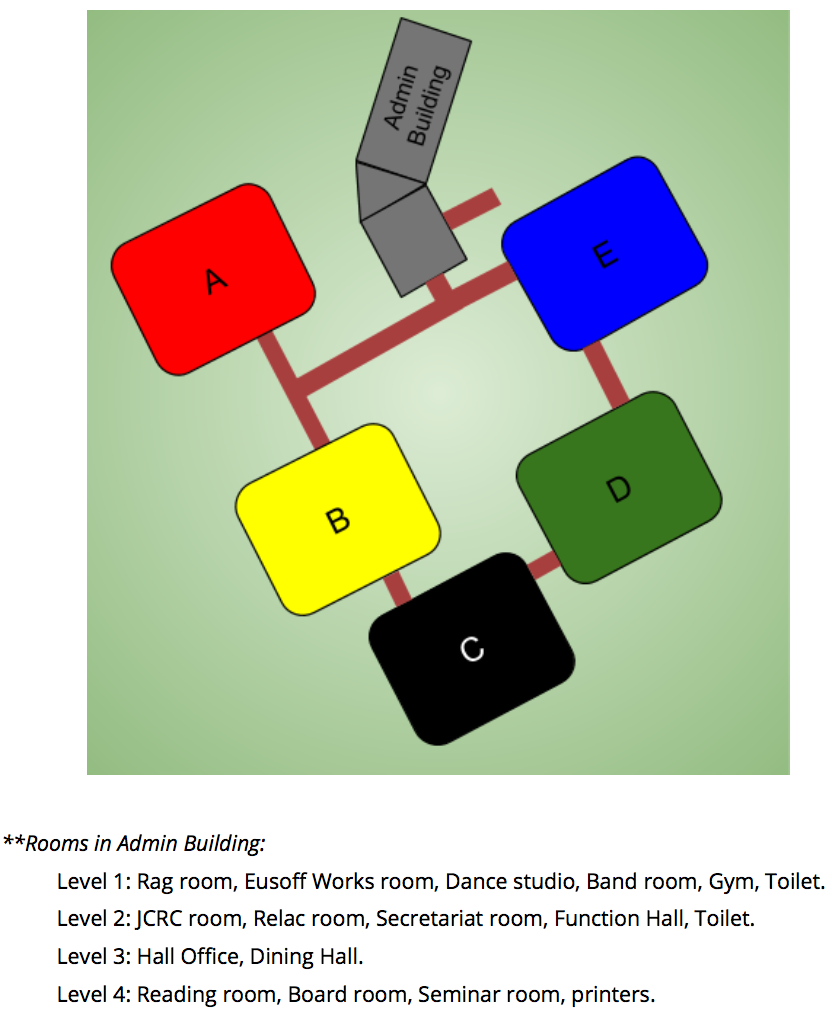 Admin
Building
A
E
D
B
C
**Rooms in Admin Building:
Level 1: Rag room, Eusoff Works room, Dance studio, Band room, Gym, Toilet.
Level 2: JCRC room, Relac room, Secretariat room, Function Hall, Toilet.
Level 3: Hall Office, Dining Hall.
Level 4: Reading room, Board room, Seminar room, printers.